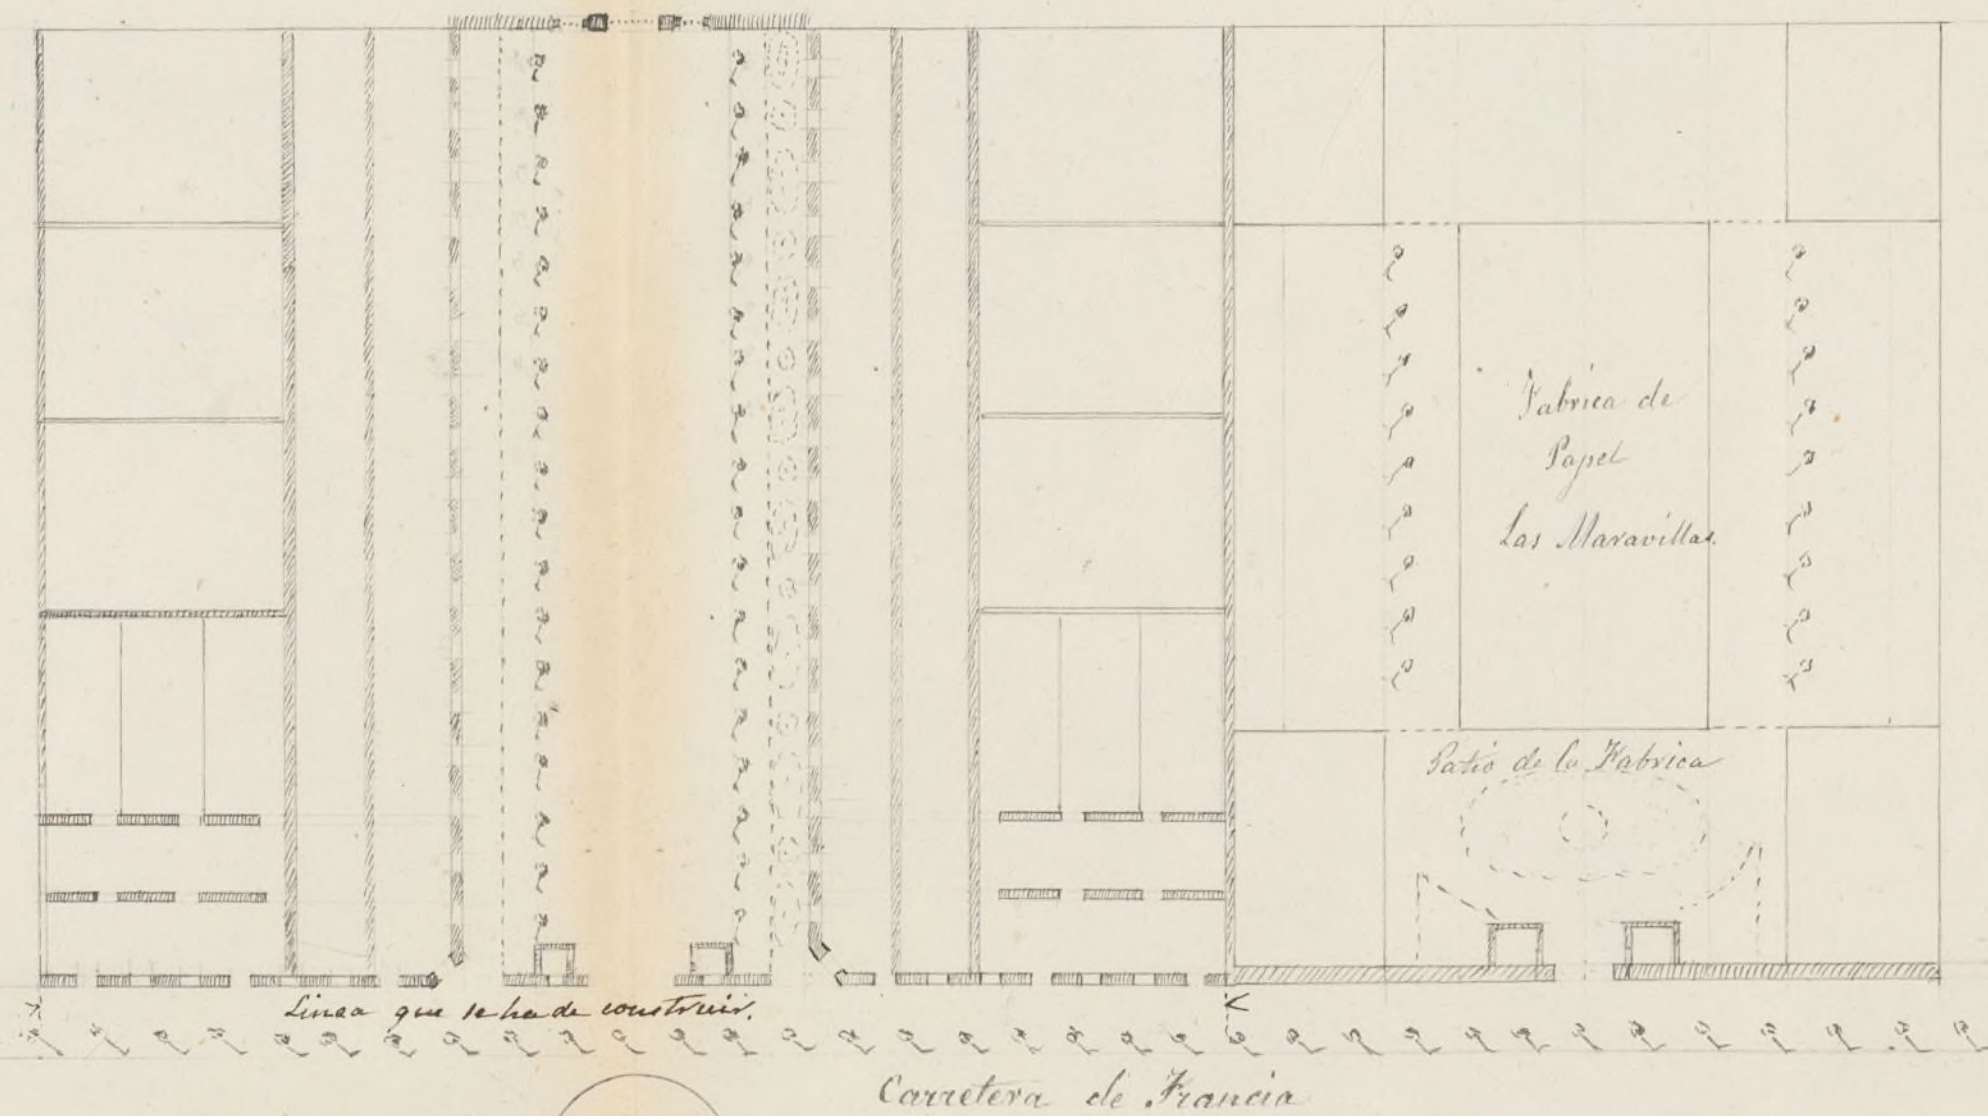 Fabrica de
Papel
Las Maravillas.
Patio de la Fabrica
Linea que se ha de construir.
Carretera de Francia